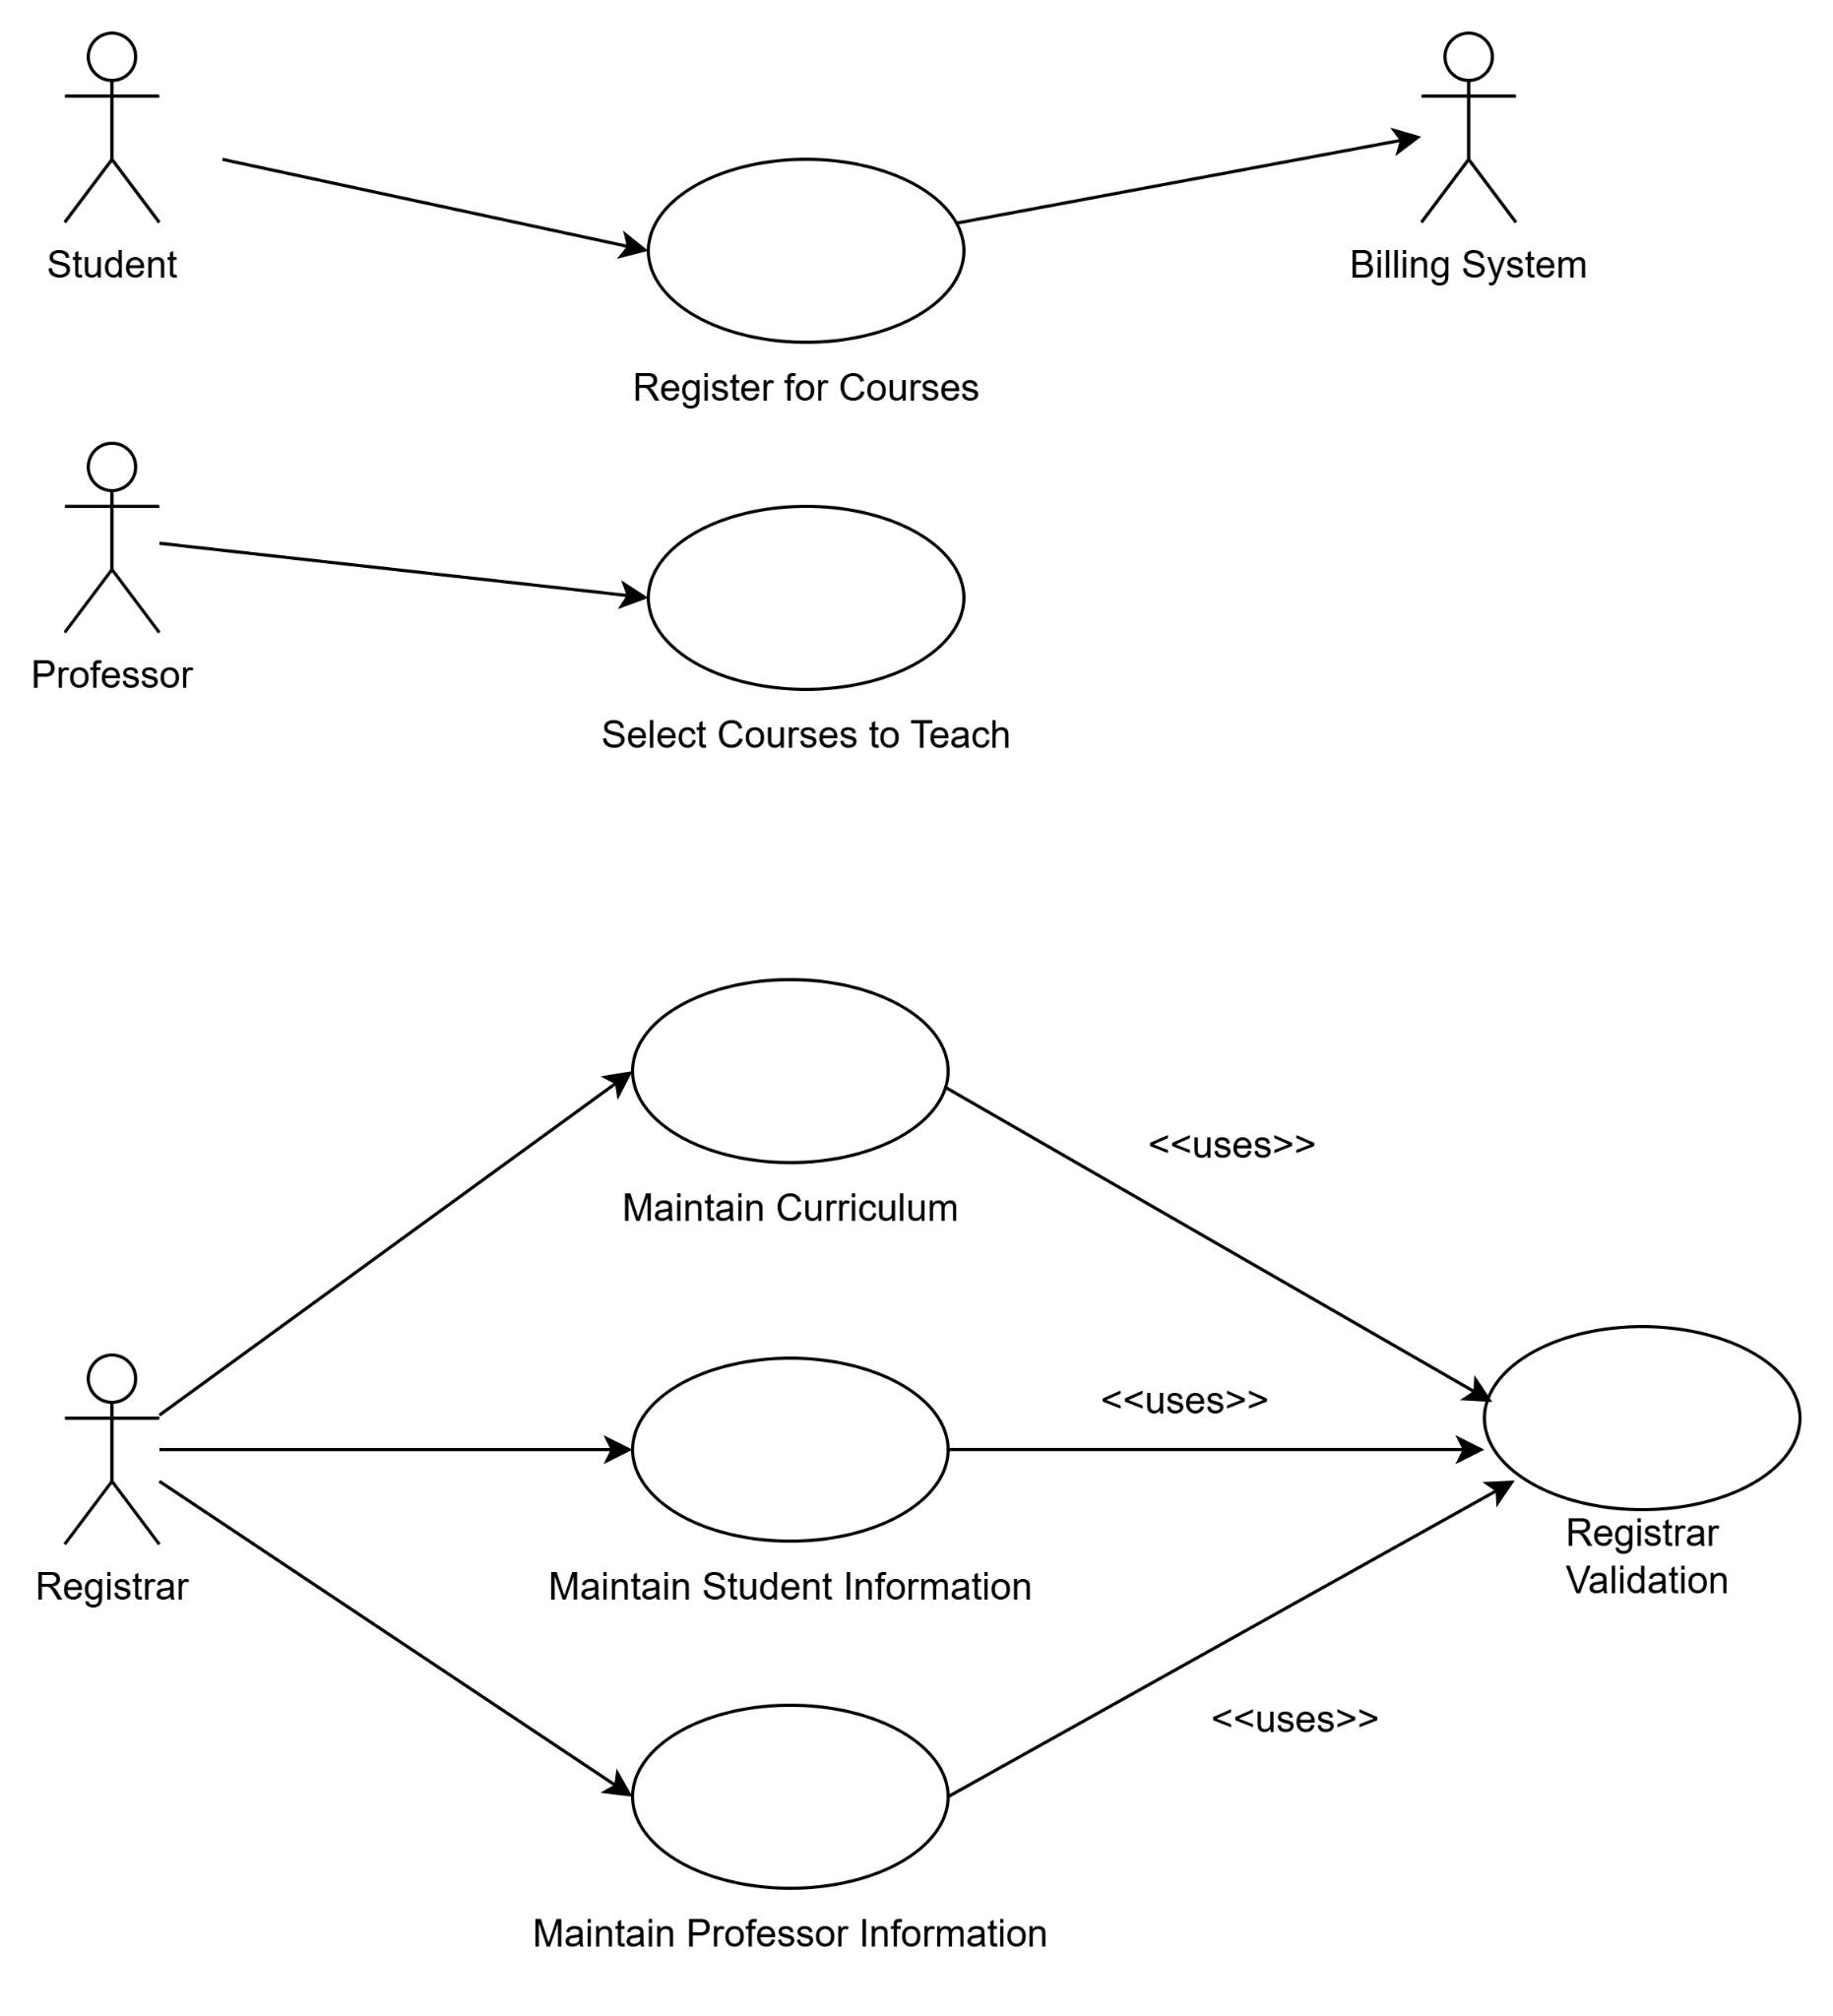 Student
Billing System
Register for Courses
Professor
Select Courses to Teach
Maintain Curriculum
<<uses>>
<<uses>>
Registrar
Maintain Student Information
Registrar
Validation
<<uses>>
Maintain Professor Information